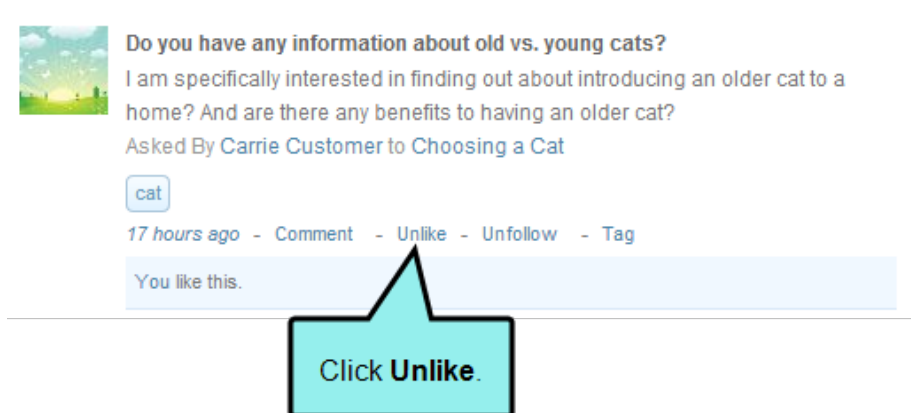 Do you have any information about old vs. young cats?
I am specifically interested in finding out about introducing an older cat to a
home? And are there any benefits to having an older cat?
Asked By Carrie Customer to Choosing a Cat
cat
17 hours ago - Comment - Unlike - Unfollow - Tag
You like this.
Click Unlike.